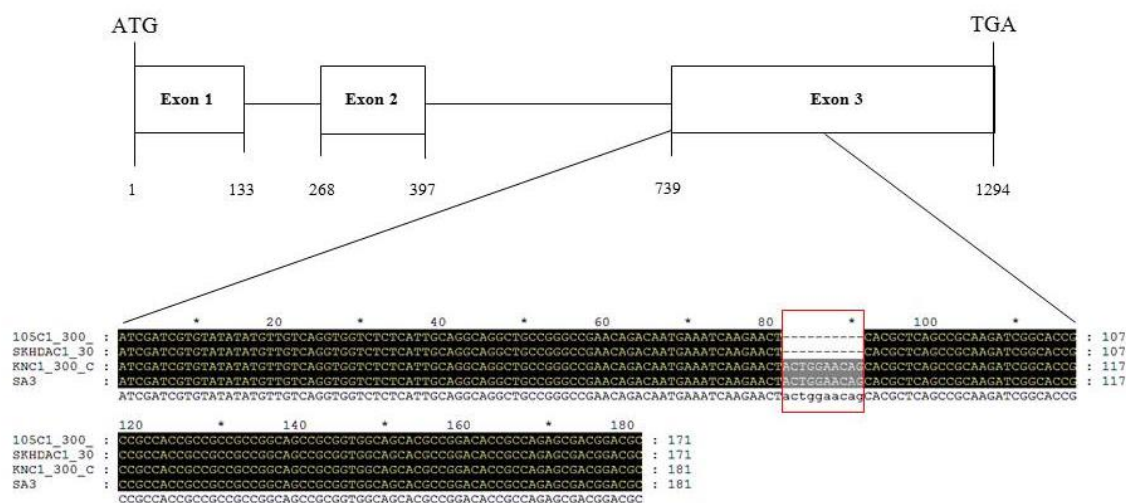 ATG TGA
Exon 1 Exon 2 Exon 3
1 133 268 397 739 1294
* 20 * 40 * 60 * 80 * 100 *
105C1_300_ : ATCGATCGTGTATATATGTTGTCAGGTGGTCTCTCATTGCAGGCAGGCTGCCGGGCCGAACAGACAATGAAATCAAGAACT----------CACGCTCAGCCGCAAGATCGGCACCG : 107
SKHDAC1_30 : ATCGATCGTGTATATATGTTGTCAGGTGGTCTCTCATTGCAGGCAGGCTGCCGGGCCGAACAGACAATGAAATCAAGAACT----------CACGCTCAGCCGCAAGATCGGCACCG : 107
KNC1_300_C : ATCGATCGTGTATATATGTTGTCAGGTGGTCTCTCATTGCAGGCAGGCTGCCGGGCCGAACAGACAATGAAATCAAGAACTACTGGAACAGCACGCTCAGCCGCAAGATCGGCACCG : 117
SA3 : ATCGATCGTGTATATATGTTGTCAGGTGGTCTCTCATTGCAGGCAGGCTGCCGGGCCGAACAGACAATGAAATCAAGAACTACTGGAACAGCACGCTCAGCCGCAAGATCGGCACCG : 117
ATCGATCGTGTATATATGTTGTCAGGTGGTCTCTCATTGCAGGCAGGCTGCCGGGCCGAACAGACAATGAAATCAAGAACTactggaacagCACGCTCAGCCGCAAGATCGGCACCG
120 * 140 * 160 * 180
105C1_300_ : CCGCCACCGCCGCCGCCGGCAGCCGCGGTGGCAGCACGCCGGACACCGCCAGAGCGACGGACGC : 171
SKHDAC1_30 : CCGCCACCGCCGCCGCCGGCAGCCGCGGTGGCAGCACGCCGGACACCGCCAGAGCGACGGACGC : 171
KNC1_300_C : CCGCCACCGCCGCCGCCGGCAGCCGCGGTGGCAGCACGCCGGACACCGCCAGAGCGACGGACGC : 181
SA3 : CCGCCACCGCCGCCGCCGGCAGCCGCGGTGGCAGCACGCCGGACACCGCCAGAGCGACGGACGC : 181
CCGCCACCGCCGCCGCCGGCAGCCGCGGTGGCAGCACGCCGGACACCGCCAGAGCGACGGACGC